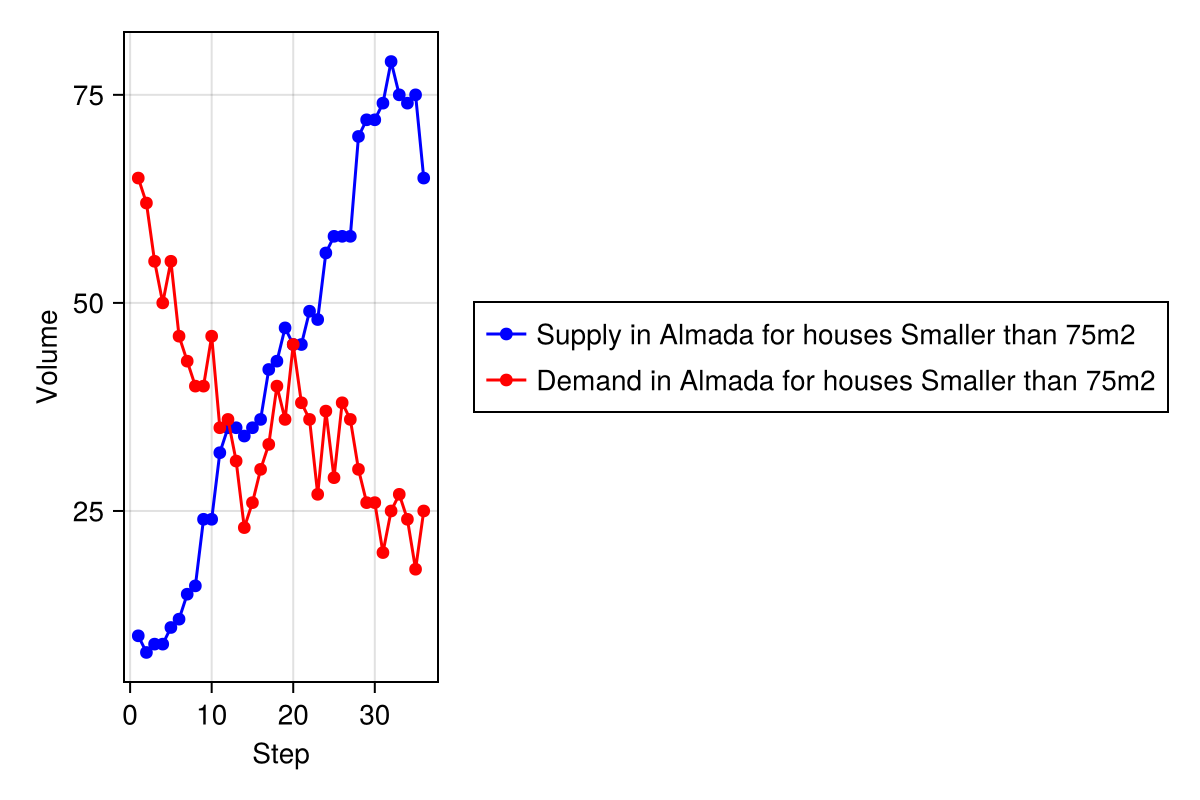 75
50
25
Volume
0 10 20 30
Step
Supply in Almada for houses Smaller than 75m2
Demand in Almada for houses Smaller than 75m2